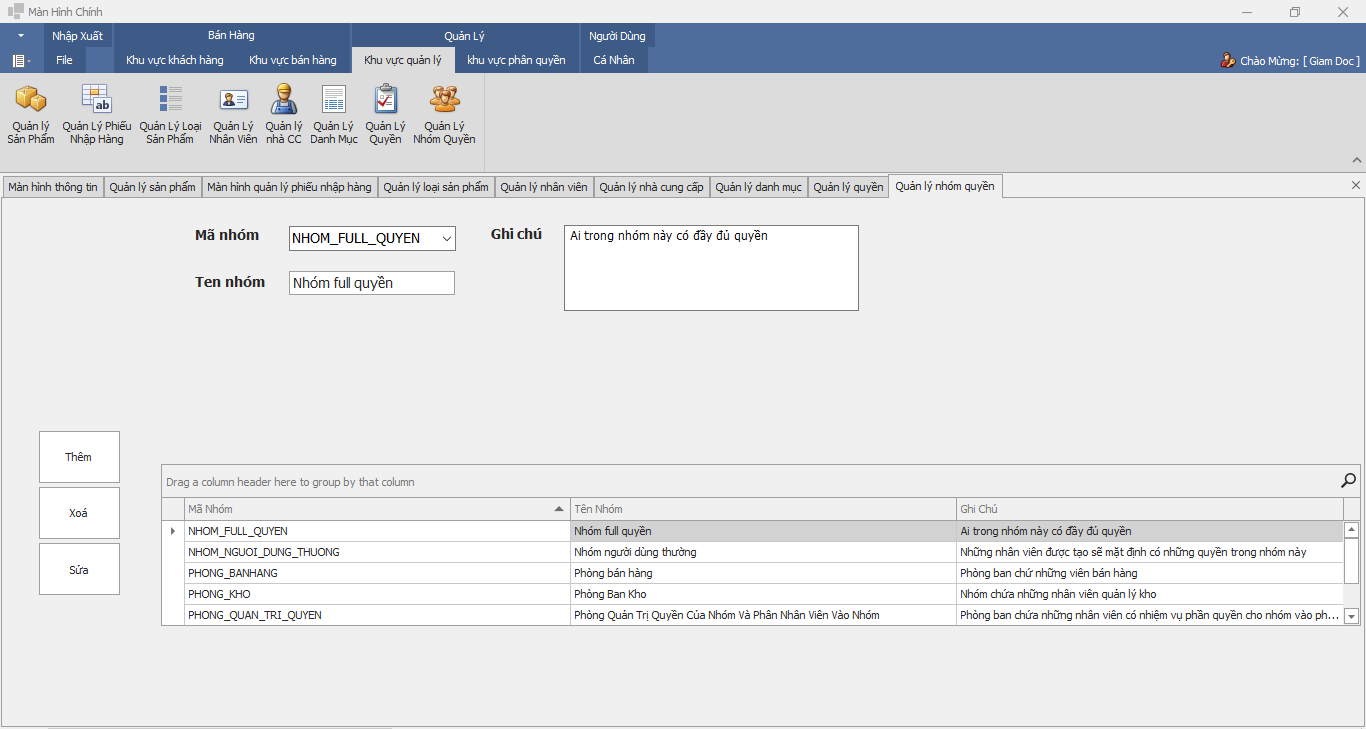 Màn Hình Chính
Nhập Xuất Bán Hàng Quản Lý Người Dùng
File Khu vực khách hàng Khu vực bán hàng Khu vực quản lý khu vực phân quyền Cá Nhân Chào Mừng: [ Giam Doc ]
Quản lý Sản Phẩm
Quản Lý Phiếu Nhập Hàng
Quản Lý Loại Sản Phẩm
Quản Lý Nhân Viên
Quản lý nhà CC
Quản Lý Danh Mục
Quản Lý Quyền
Quản Lý Nhóm Quyền
Màn hình thông tin Quản lý sản phẩm Màn hình quản lý phiếu nhập hàng Quản lý loại sản phẩm Quản lý nhân viên Quản lý nhà cung cấp Quản lý danh mục Quản lý quyền Quản lý nhóm quyền
Mã nhóm NHOM_FULL_QUYEN Ghi chú Ai trong nhóm này có đầy đủ quyền
Ten nhóm Nhóm full quyền
Thêm
Xoá
Sửa
Drag a column header here to group by that column
Mã Nhóm Tên Nhóm Ghi Chú
NHOM_FULL_QUYEN Nhóm full quyền Ai trong nhóm này có đầy đủ quyền
NHOM_NGUOI_DUNG_THUONG Nhóm người dùng thường Những nhân viên được tạo sẽ mặt định có những quyền trong nhóm này
PHONG_BANHANG Phòng bán hàng Phòng ban chứ những viên bán hàng
PHONG_KHO Phòng Ban Kho Nhóm chứa những nhân viên quản lý kho
PHONG_QUAN_TRI_QUYEN Phòng Quản Trị Quyền Của Nhóm Và Phân Nhân Viên Vào Nhóm Phòng ban chứa những nhân viên có nhiệm vụ phần quyền cho nhóm vào ph...